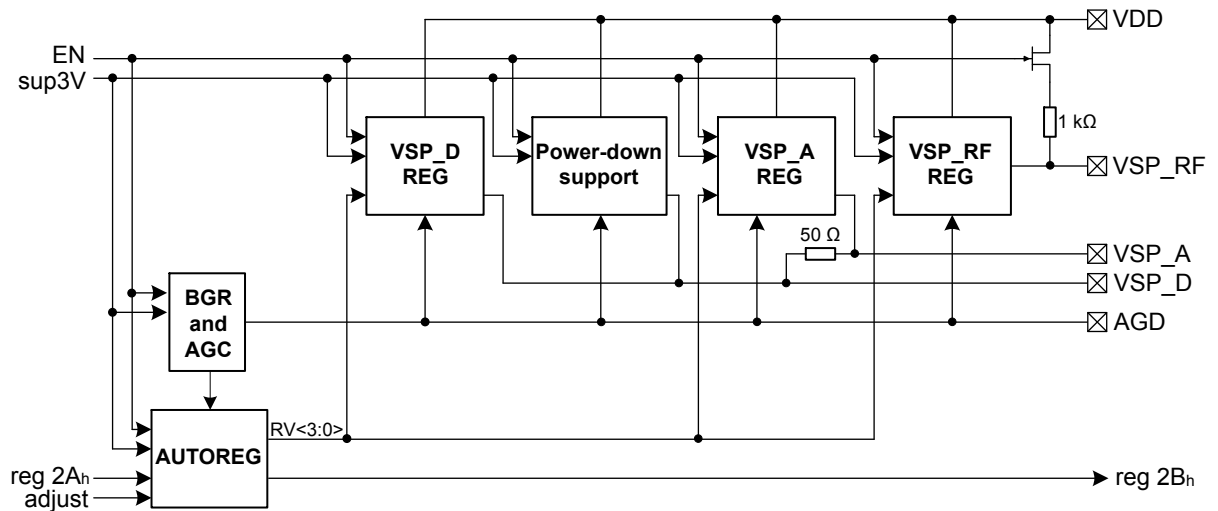 VDD
EN
sup3V
1 kΩ
VSP_D
REG
Power-down
support
VSP_A
REG
VSP_RF
REG
VSP_RF
50 Ω
VSP_A
VSP_D
BGR
and
AGC
AGD
RV<3:0>
AUTOREG
reg 2Ah
adjust
reg 2Bh